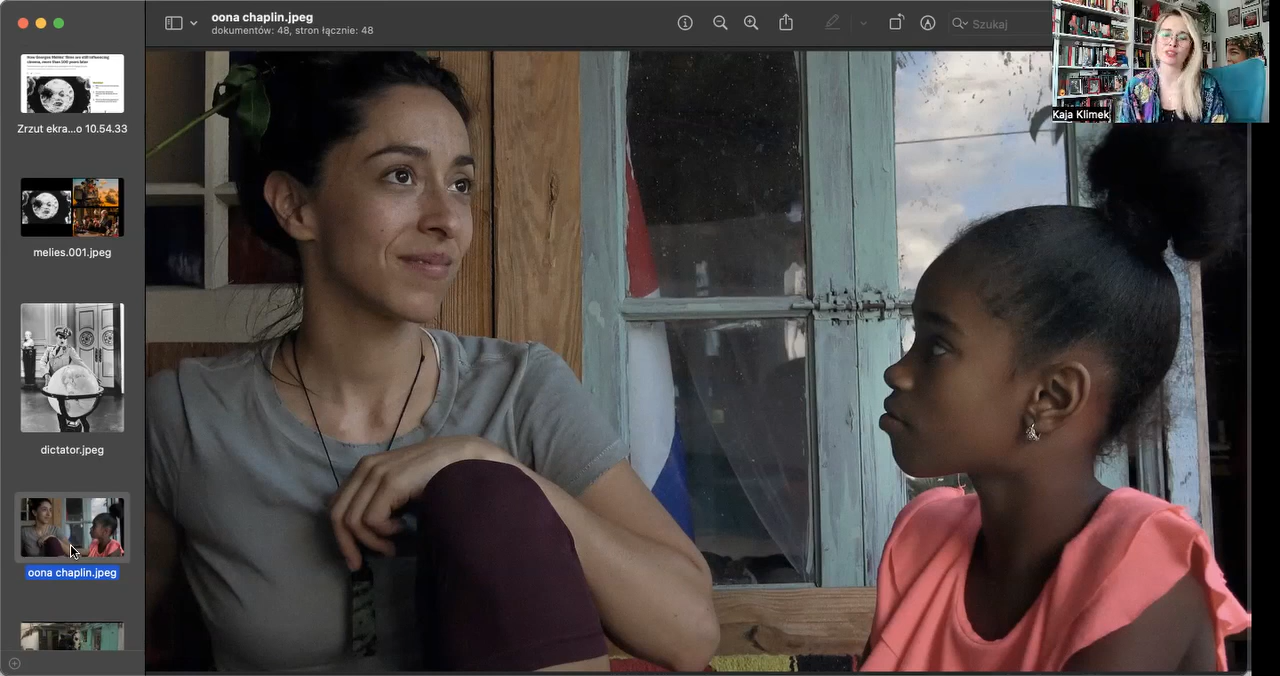 oona chaplin.jpeg
dokumentów: 48, stron łącznie: 48
Szukaj
Kaja Klimek
Zrzut ekra...o 10.54.33
melies.001.jpeg
dictator.jpeg
oona chaplin.jpeg